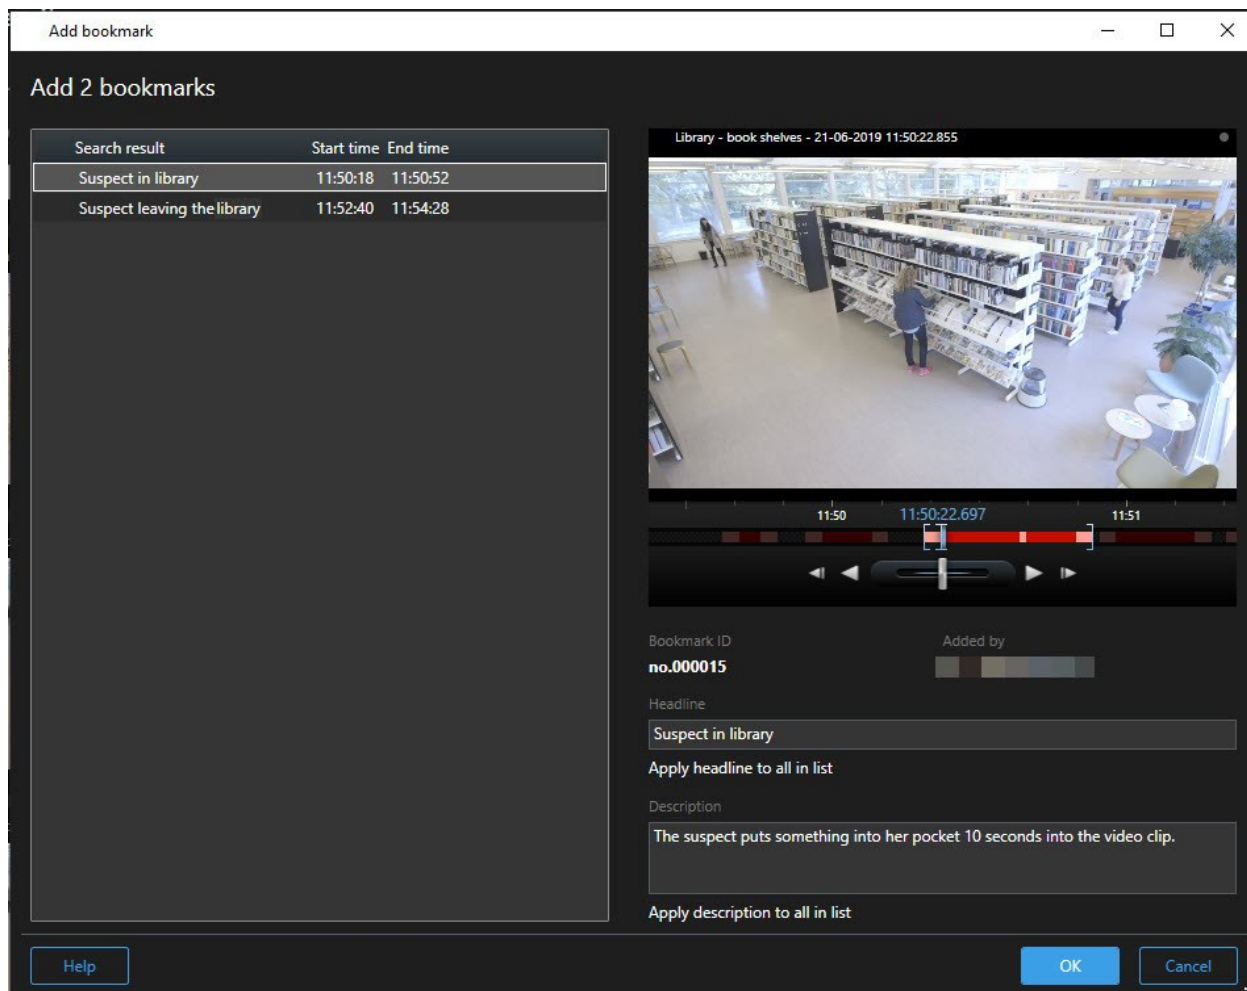 Add bookmark
Add 2 bookmarks
Search result Start time End time
Suspect in library 11:50:18 11:50:52
Suspect leaving the library 11:52:40 11:54:28
Library - book shelves - 21-06-2019 11:50:22.855
11:50 11:50:22.697 11:51
Bookmark ID Added by
no.000015
Headline
Suspect in library
Apply headline to all in list
Description
The suspect puts something into her pocket 10 seconds into the video clip.
Apply description to all in list
Help OK Cancel